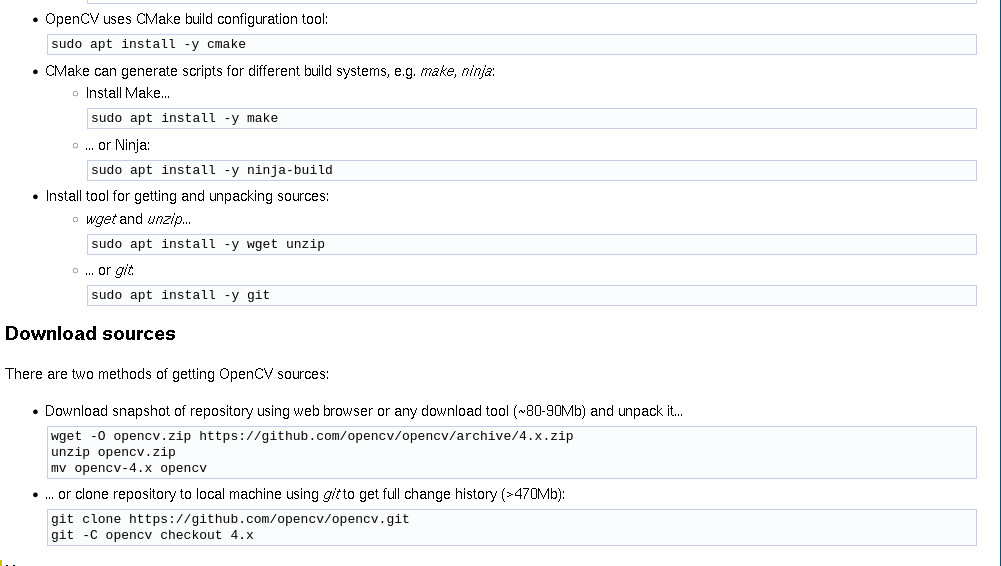 OpenCV uses CMake build configuration tool:
sudo apt install -y cmake
CMake can generate scripts for different build systems, e.g. make, ninja:
Install Make...
sudo apt install -y make
... or Ninja:
sudo apt install -y ninja-build
Install tool for getting and unpacking sources:
wget and unzip...
sudo apt install -y wget unzip
... or git:
sudo apt install -y git
Download sources
There are two methods of getting OpenCV sources:
Download snapshot of repository using web browser or any download tool (~80-90Mb) and unpack it...
wget -O opencv.zip https://github.com/opencv/opencv/archive/4.x.zip
unzip opencv.zip
mv opencv-4.x opencv
... or clone repository to local machine using git to get full change history (>470Mb):
git clone https://github.com/opencv/opencv.git
git -C opencv checkout 4.x